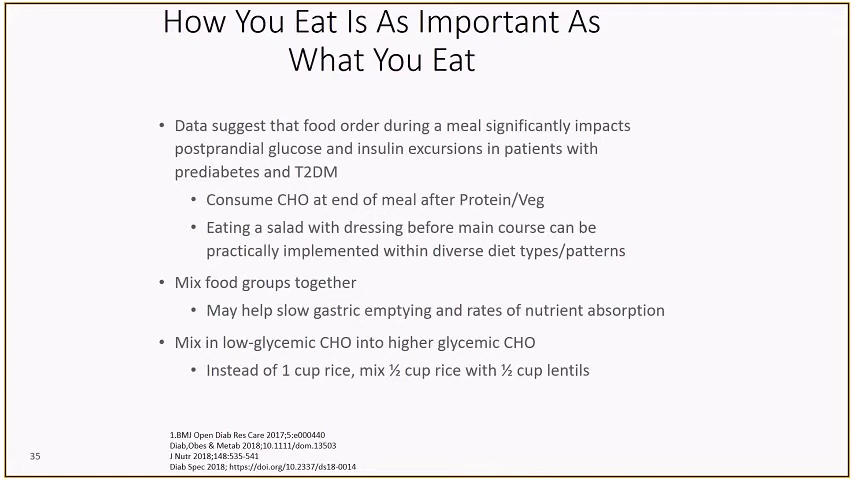 How You Eat Is As Important As
What You Eat
• Data suggest that food order during a meal significantly impacts
postprandial glucose and insulin excursions in patients with
prediabetes and T2DM
• Consume CHO at end of meal after Protein/Veg
• Eating a salad with dressing before main course can be
practically implemented within diverse diet types/patterns
• Mix food groups together
• May help slow gastric emptying and rates of nutrient absorption
• Mix in low-glycemic CHO into higher glycemic CHO
• Instead of 1 cup rice, mix ½ cup rice with ½ cup lentils
1.BMJ Open Diab Res Care 2017;5:e000440
Diab,Obes & Metab 2018;10.1111/dom.13503
J Nutr 2018;148:535-541
Diab Spec 2018; https://doi.org/10.2337/ds18-0014
35